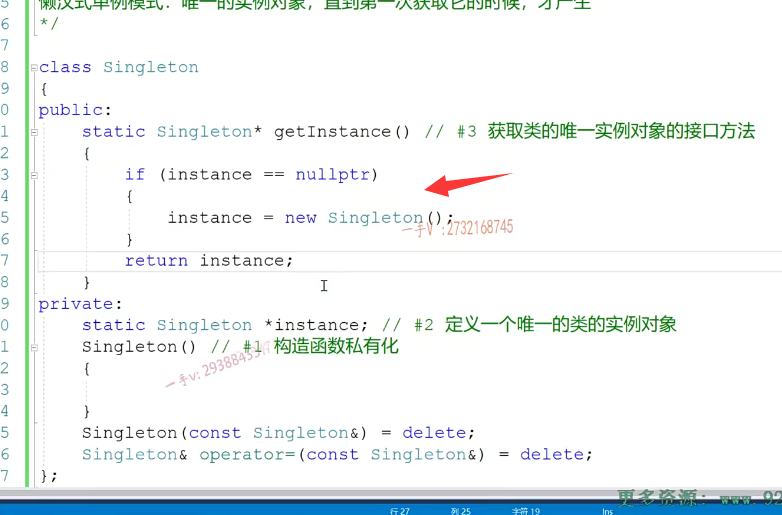 5 懒汉式单例模式：唯一的实例对象，直到第一次获取它的时候，才产生
6 */
7
8 class Singleton
9 {
0 public:
1 static Singleton* getInstance() // #3 获取类的唯一实例对象的接口方法
2 {
3 if (instance == nullptr)
4 {
5 instance = new Singleton();
一手V :2732168745
6 }
7 return instance;
8 }
9 private:
0 static Singleton *instance; // #2 定义一个唯一的类的实例对象
1 Singleton() // #1 构造函数私有化
一手v:
2 {
3
4 }
5 Singleton(const Singleton&) = delete;
6 Singleton& operator=(const Singleton&) = delete;
7 };
更多资源: www.92
行 27 列 25 字符 19 Ins